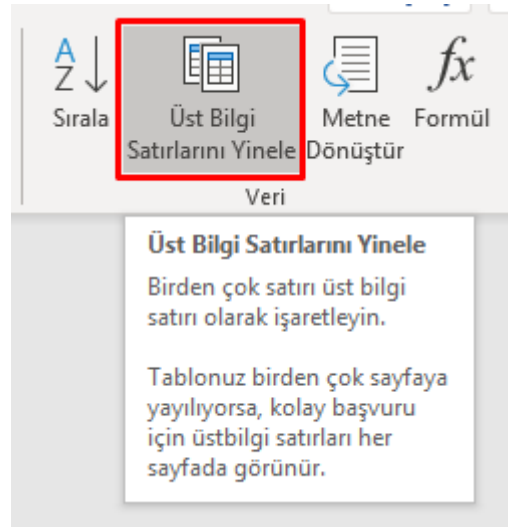 A
Z
Sırala
Üst Bilgi
Satırlarını Yinele
Metne
Dönüştür
fx
Formül
Veri
Üst Bilgi Satırlarını Yinele
Birden çok satırı üst bilgi
satırı olarak işaretleyin.
Tablonuz birden çok sayfaya
yayılıyorsa, kolay başvuru
için üstbilgi satırları her
sayfada görünür.